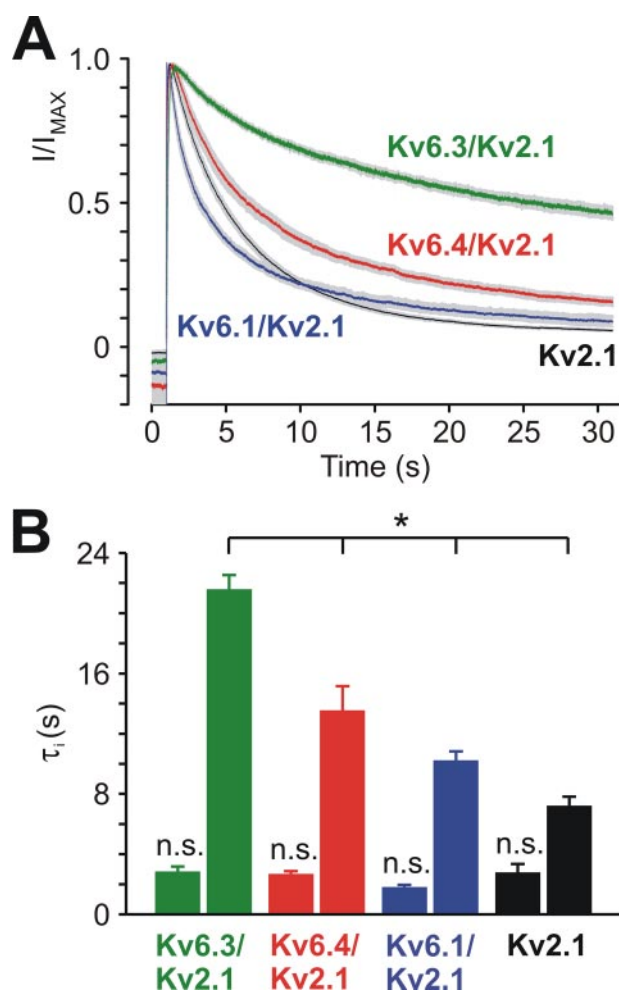 A
I/IMAX
1.0
0.5
0
Kv6.3/Kv2.1
Kv6.4/Kv2.1
Kv6.1/Kv2.1
Kv2.1
0 5 10 15 20 25 30
Time (s)
B
*
τi (s)
24
16
8
0
n.s. n.s. n.s. n.s.
Kv6.3/ Kv6.4/ Kv6.1/ Kv2.1
Kv2.1 Kv2.1 Kv2.1